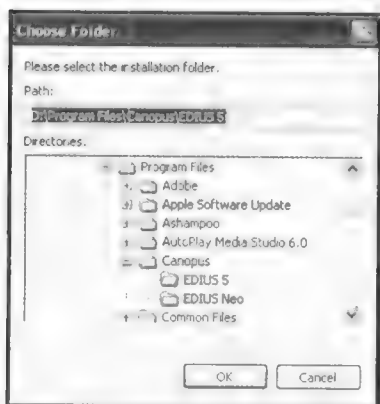 Choose Folder
Please select the installation folder.
Path:
D:\Program Files\Canopus\EDIUS 5
Directories.
Program Files
Adobe
Apple Software Update
Ashampoo
AutoPlay Media Studio 6.0
Canopus
EDIUS 5
EDIUS Neo
Common Files
OK
Cancel